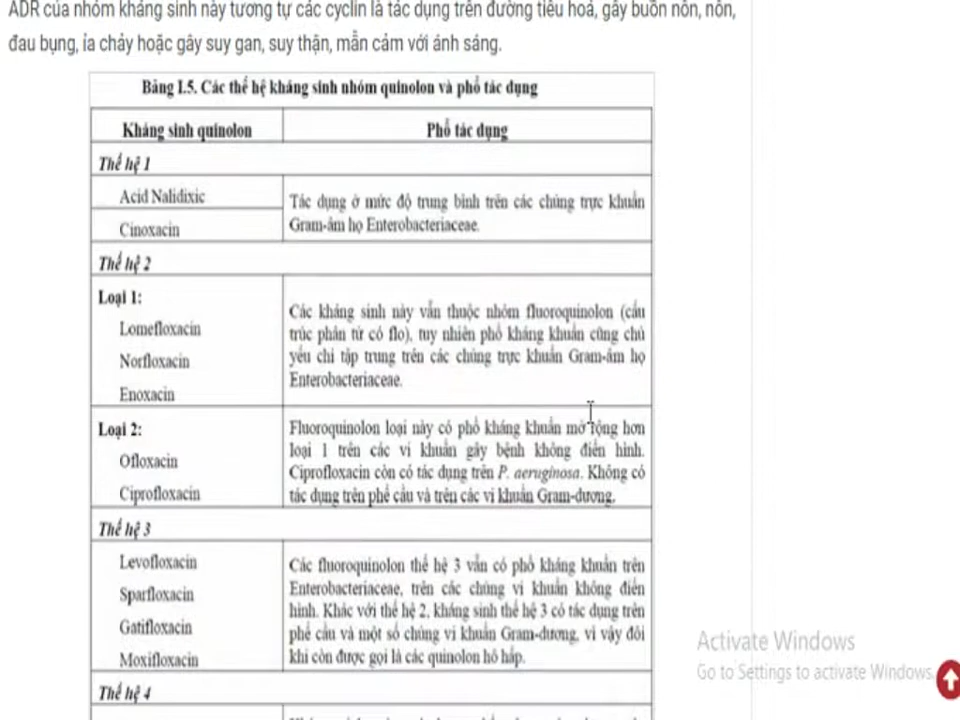 ADR của nhóm kháng sinh này tương tự các cyclin là tác dụng trên đường tiêu hoá, gây buồn nôn, nôn,
đau bụng, ỉa chảy hoặc gây suy gan, suy thận, mẫn cảm với ánh sáng.
Bảng I.5. Các thế hệ kháng sinh nhóm quinolon và phổ tác dụng
Kháng sinh quinolon
Phổ tác dụng
Thế hệ 1
Acid Nalidixic
Cinoxacin
Tác dụng ở mức độ trung bình trên các chủng trực khuẩn
Gram-âm họ Enterobacteriaceae.
Thế hệ 2
Loại 1:
Lomefloxacin
Norfloxacin
Enoxacin
Các kháng sinh này vẫn thuộc nhóm fluoroquinolon (cấu
trúc phân tử có flo), tuy nhiên phổ kháng khuẩn cũng chủ
yếu chỉ tập trung trên các chủng trực khuẩn Gram-âm họ
Enterobacteriaceae.
Loại 2:
Ofloxacin
Ciprofloxacin
Fluoroquinolon loại này có phổ kháng khuẩn mở rộng hơn
loại 1 trên các vi khuẩn gây bệnh không điển hình.
Ciprofloxacin còn có tác dụng trên P. aeruginosa. Không có
tác dụng trên phế cầu và trên các vi khuẩn Gram-dương.
Thế hệ 3
Levofloxacin
Sparfloxacin
Gatifloxacin
Moxifloxacin
Các fluoroquinolon thế hệ 3 vẫn có phổ kháng khuẩn trên
Enterobacteriaceae, trên các chủng vi khuẩn không điển
hình. Khác với thế hệ 2, kháng sinh thế hệ 3 có tác dụng trên
phế cầu và một số chủng vi khuẩn Gram-dương, vì vậy đôi
khi còn được gọi là các quinolon hô hấp.
Thế hệ 4
Activate Windows
Go to Settings to activate Windows.